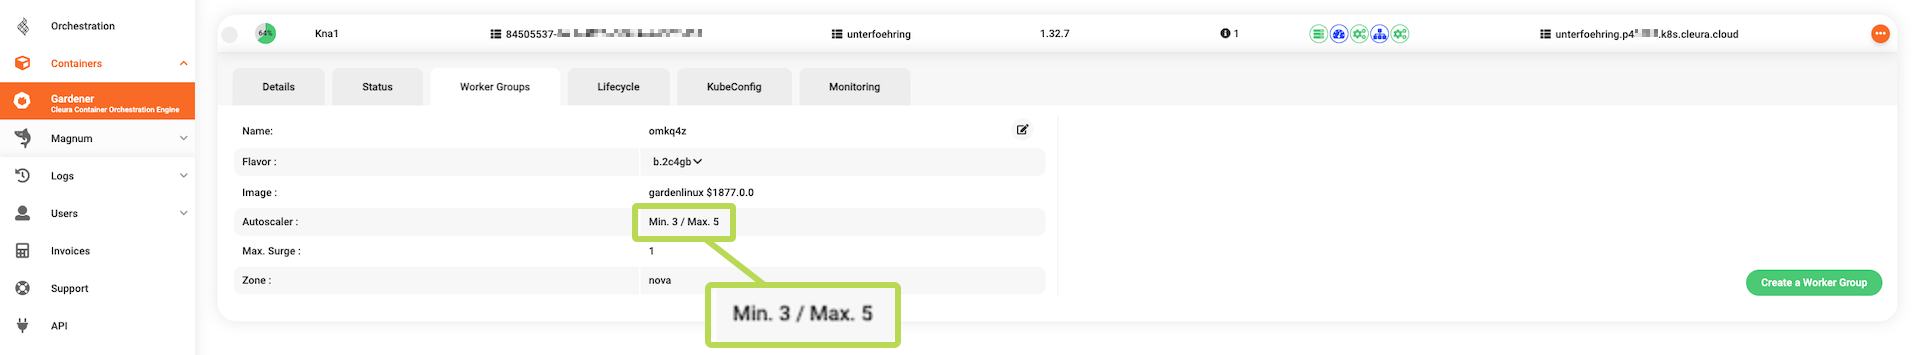 Orchestration
Containers
Gardener
Cleura Container Orchestration Engine
Magnum
Logs
Users
Invoices
Support
API
64% Kna1 84505537- unterfoehring 1.32.7 1 unterfoehring.p4 .k8s.cleura.cloud
Details Status Worker Groups Lifecycle KubeConfig Monitoring
Name: omkq4z
Flavor : b.2c4gb
Image : gardenlinux $1877.0.0
Autoscaler : Min. 3 / Max. 5
Max. Surge : 1
Zone : nova
Min. 3 / Max. 5
Create a Worker Group